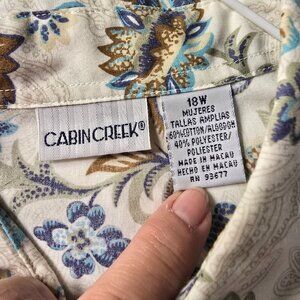 CABIN CREEK®
18W
MUJERES
TALLAS AMPLIAS
60%COTTON/ALGODON
40% POLYESTER/
POLIESTER
MADE IN MACAU
HECHO EN MACAU
RN 93677